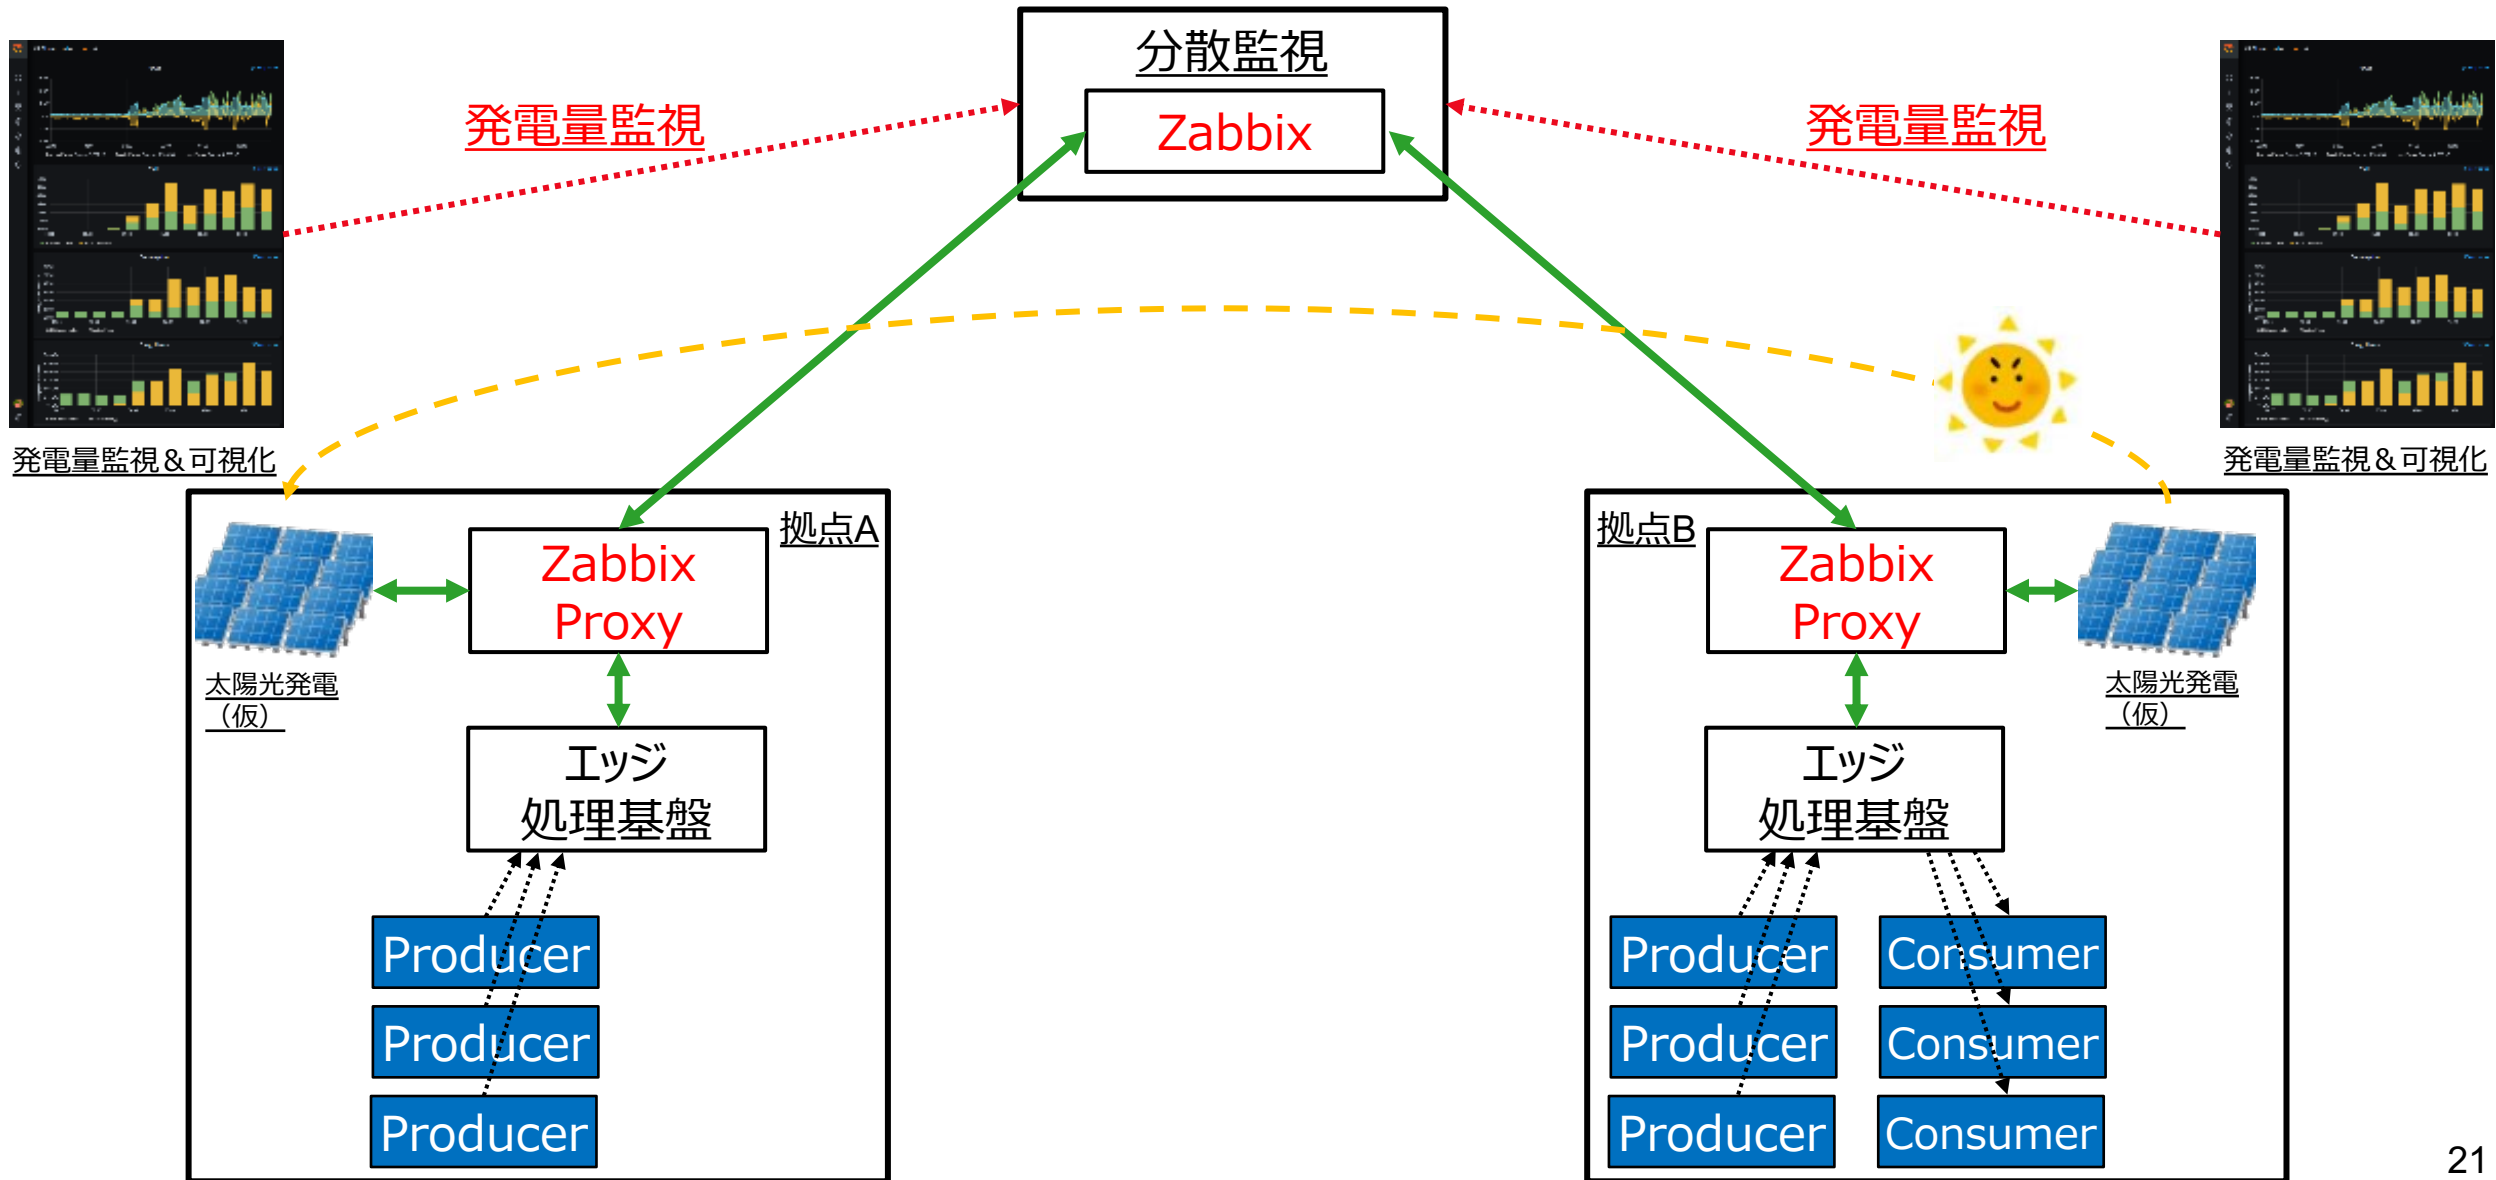 分散監視
Zabbix
発電量監視
発電量監視
発電量監視＆可視化
発電量監視＆可視化
拠点A
Zabbix
Proxy
太陽光発電
（仮）
エッジ
処理基盤
Producer
Producer
Producer
拠点B
Zabbix
Proxy
太陽光発電
（仮）
エッジ
処理基盤
Producer
Consumer
Producer
Consumer
Producer
Consumer
21